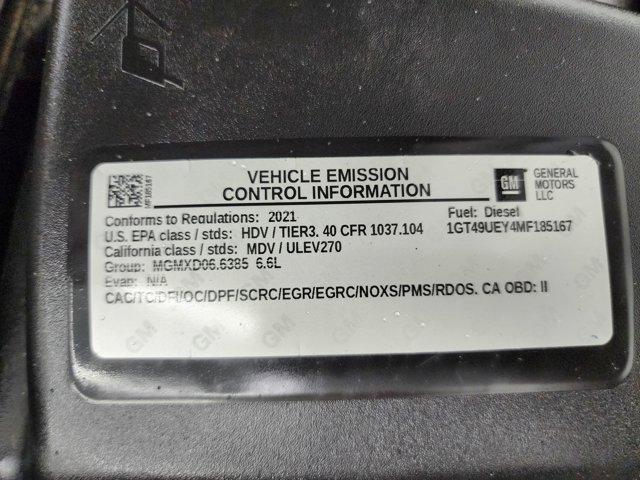 VEHICLE EMISSION
CONTROL INFORMATION
GM
GENERAL
MOTORS
LLC
MF185167
Conforms to Regulations: 2021
U.S. EPA class / stds: HDV / TIER3. 40 CFR 1037.104
California class / stds: MDV / ULEV270
Group: MGMXD06.6385 6.6L
Evap: N/A
CAC/TC/DFI/OC/DPF/SCRC/EGR/EGRC/NOXS/PMS/RDOS. CA OBD: II
Fuel: Diesel
1GT49UEY4MF185167